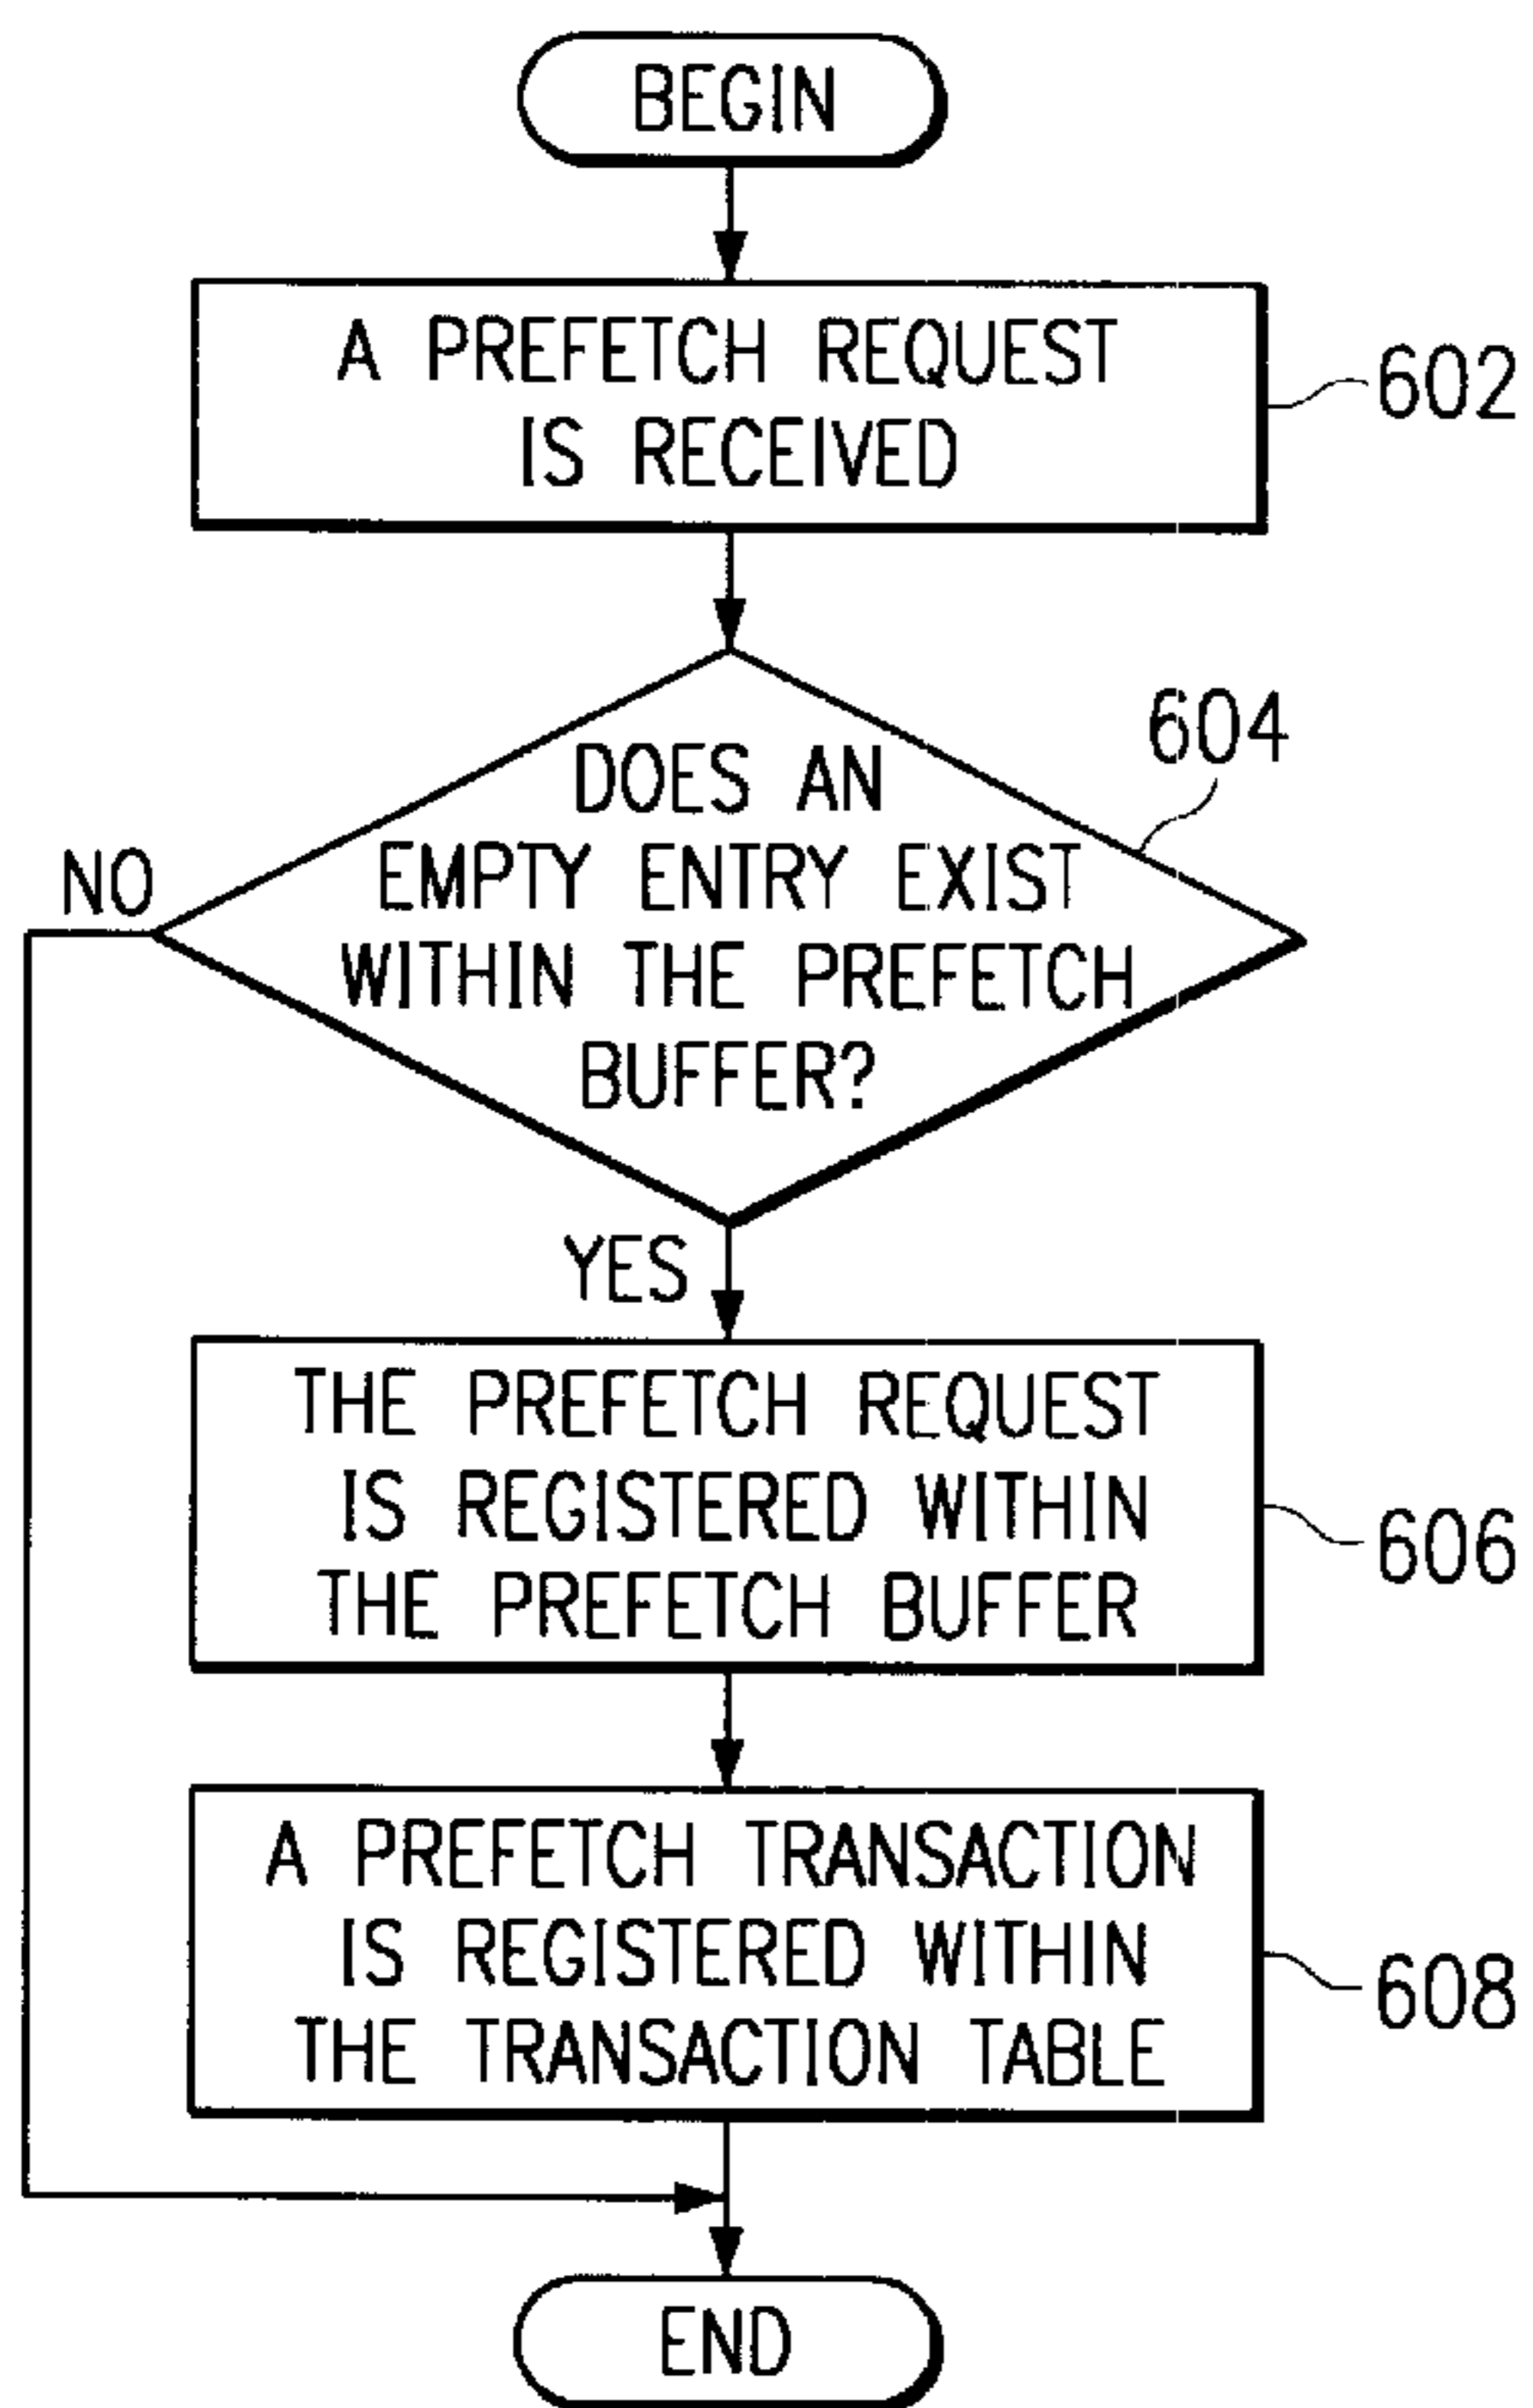 BEGIN
A PREFETCH REQUEST
IS RECEIVED
602
604
DOES AN
EMPTY ENTRY EXIST
WITHIN THE PREFETCH
BUFFER?
NO
YES
THE PREFETCH REQUEST
IS REGISTERED WITHIN
THE PREFETCH BUFFER
606
A PREFETCH TRANSACTION
IS REGISTERED WITHIN
THE TRANSACTION TABLE
608
END